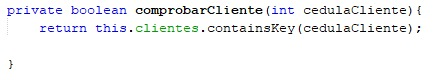 private boolean comprobarCliente(int cedulaCliente){
return this.clientes.containsKey(cedulaCliente);
}